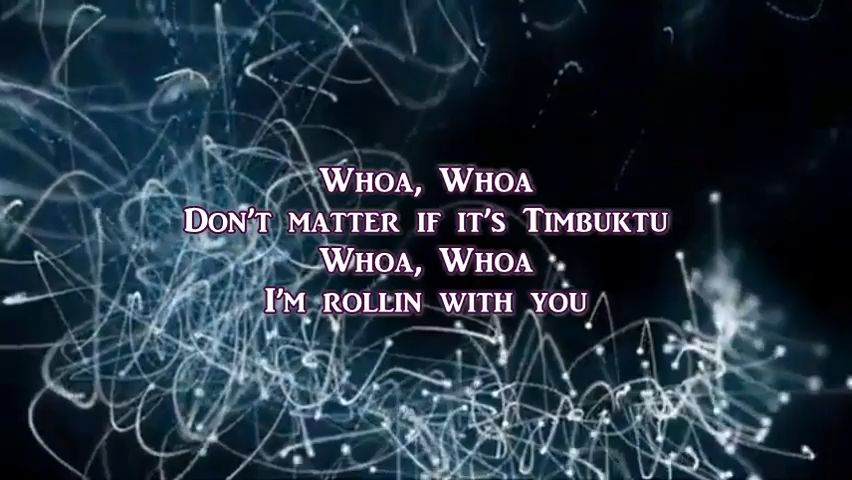 Whoa, Whoa
Don't matter if it's Timbuktu
Whoa, Whoa
I'm rollin with you